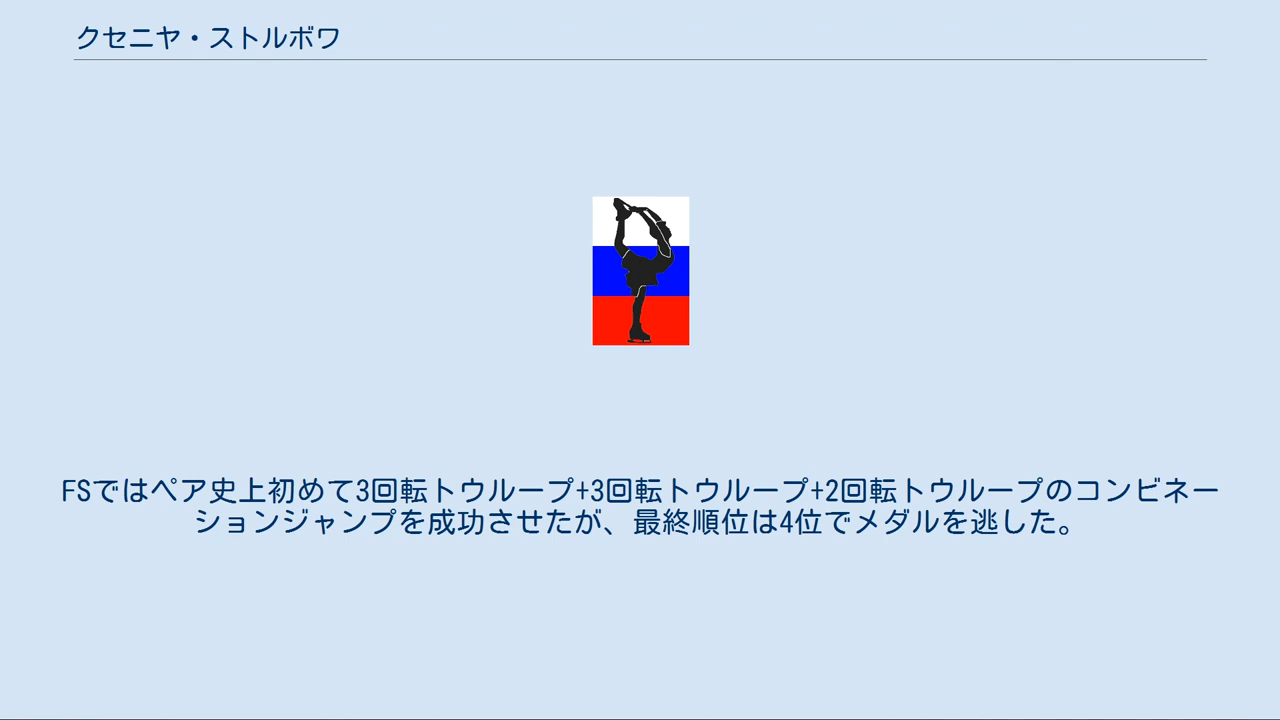 クセニヤ・ストルボワ
FSではペア史上初めて3回転トウループ+3回転トウループ+2回転トウループのコンビネー
ションジャンプを成功させたが、最終順位は4位でメダルを逃した。